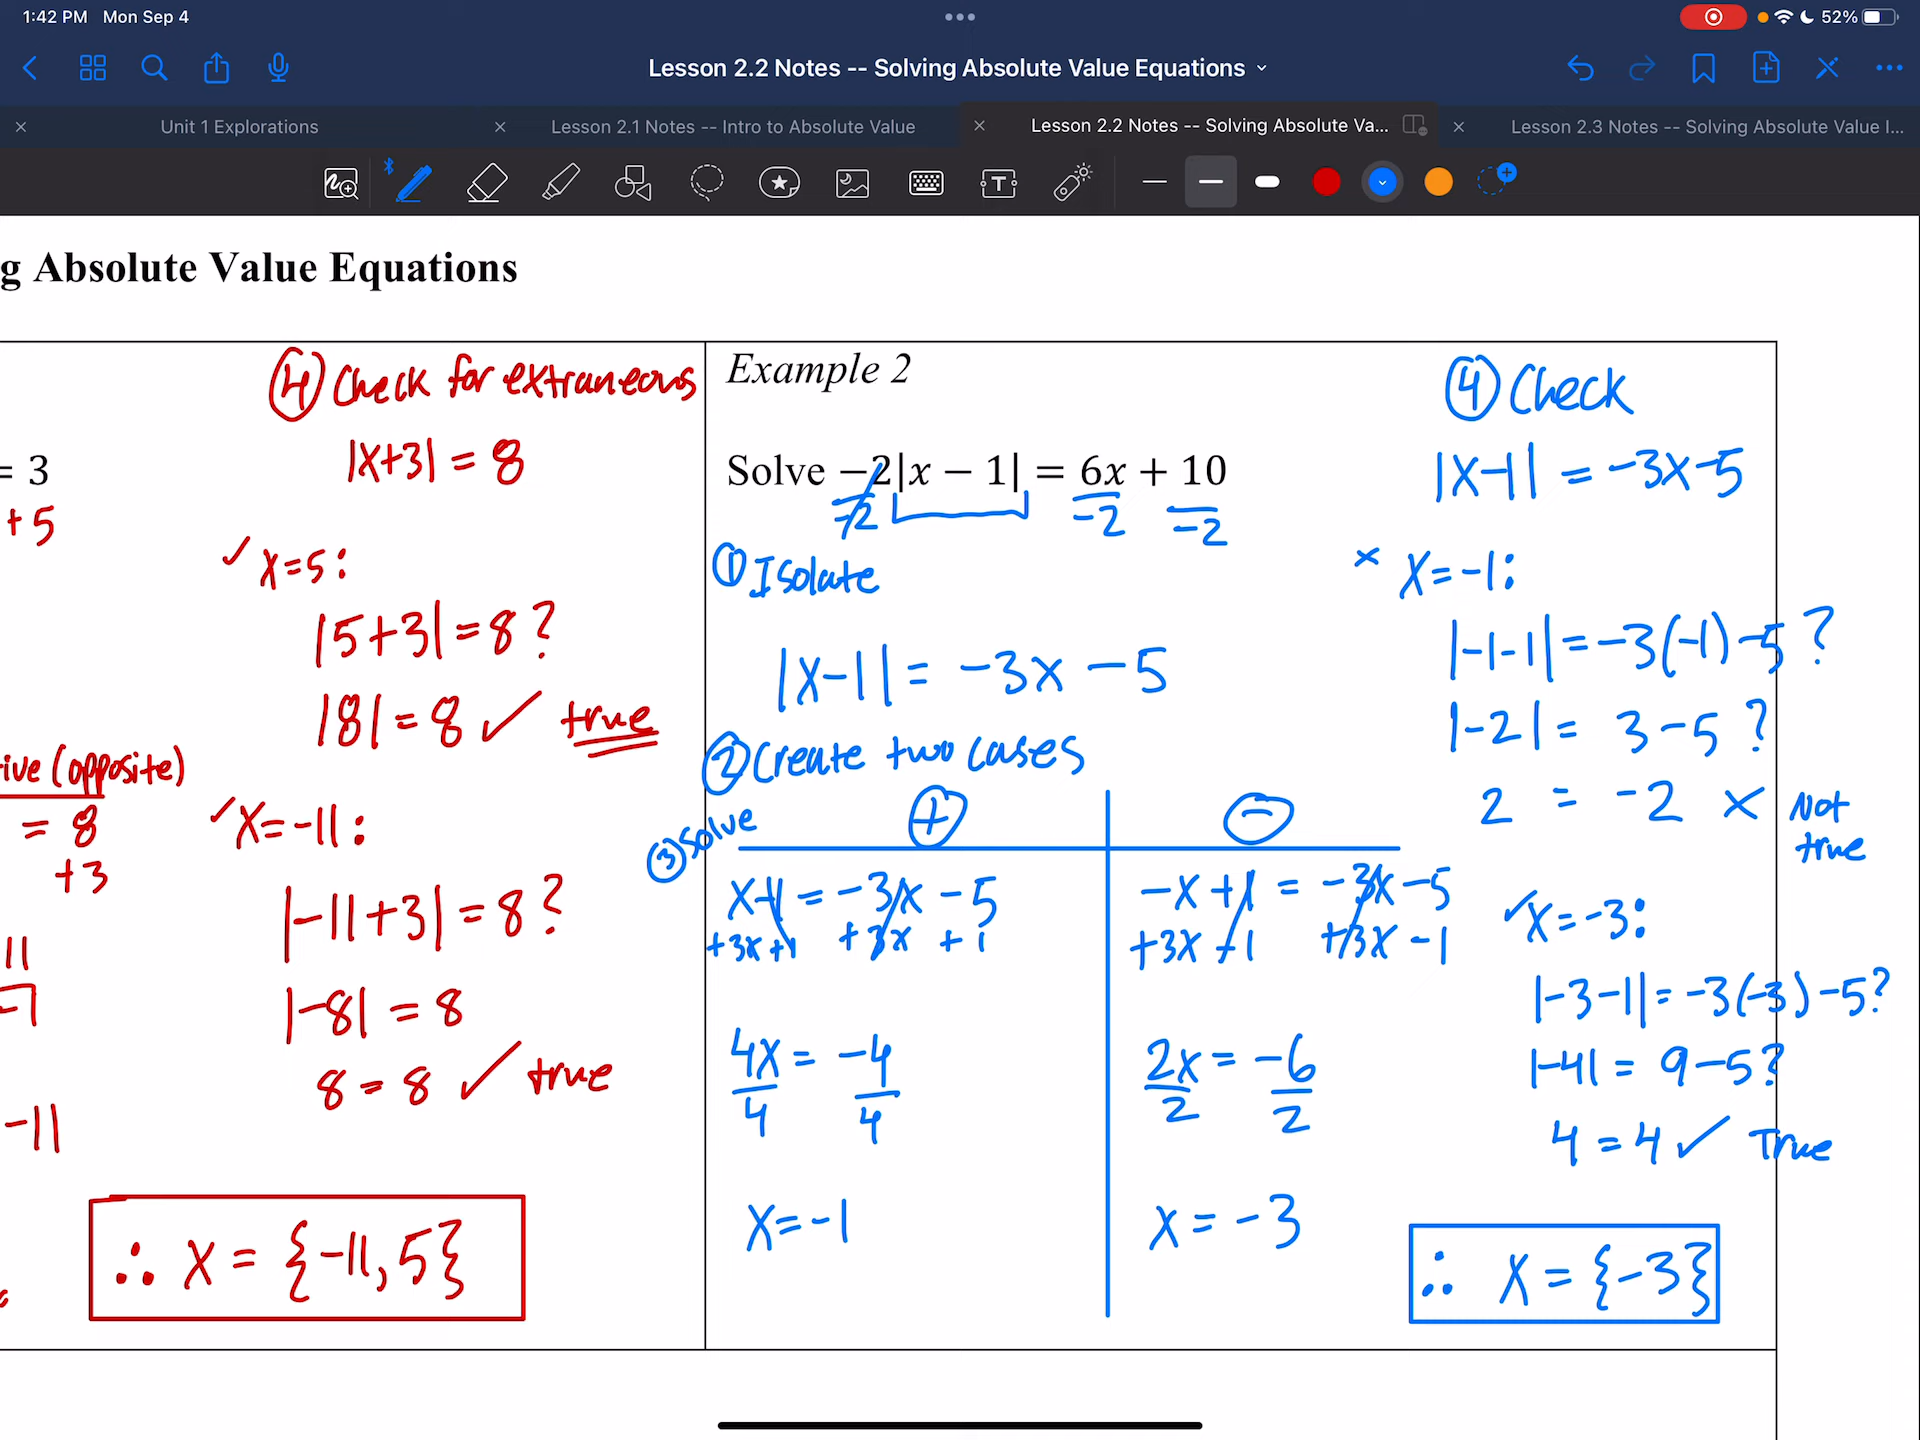 1:42 PM Mon Sep 4
52%
Lesson 2.2 Notes -- Solving Absolute Value Equations
Unit 1 Explorations
Lesson 2.1 Notes -- Intro to Absolute Value
Lesson 2.2 Notes -- Solving Absolute Va...
Lesson 2.3 Notes -- Solving Absolute Value I...
g Absolute Value Equations
= 3
+5
ive (opposite)
= 8
+3
11
-11
④ Check for extraneous
|x+3| = 8
✓ x=5:
|5+3|=8?
|8|=8 ✓ true
✓ x=-11:
|-11+3|=8?
|-8| = 8
8=8 ✓ true
∴ x = {-11,5}
Example 2
Solve −2|x − 1| = 6x + 10
-2 -2 -2
① Isolate
|x-1| = -3x -5
② Create two cases
③ Solve
+ −
x-1 = -3x -5
+3x +1 +3x +1
4x = -4
4 4
x=-1
-x+1 = -3x-5
+3x -1 +3x -1
2x = -6
2 2
x = -3
④ Check
|x-1| = -3x-5
× x=-1:
|-1-1|=-3(-1)-5?
|-2| = 3-5?
2 = -2 × Not true
✓ x=-3:
|-3-1|=-3(-3)-5?
|-4| = 9-5?
4=4 ✓ True
∴ x = {-3}